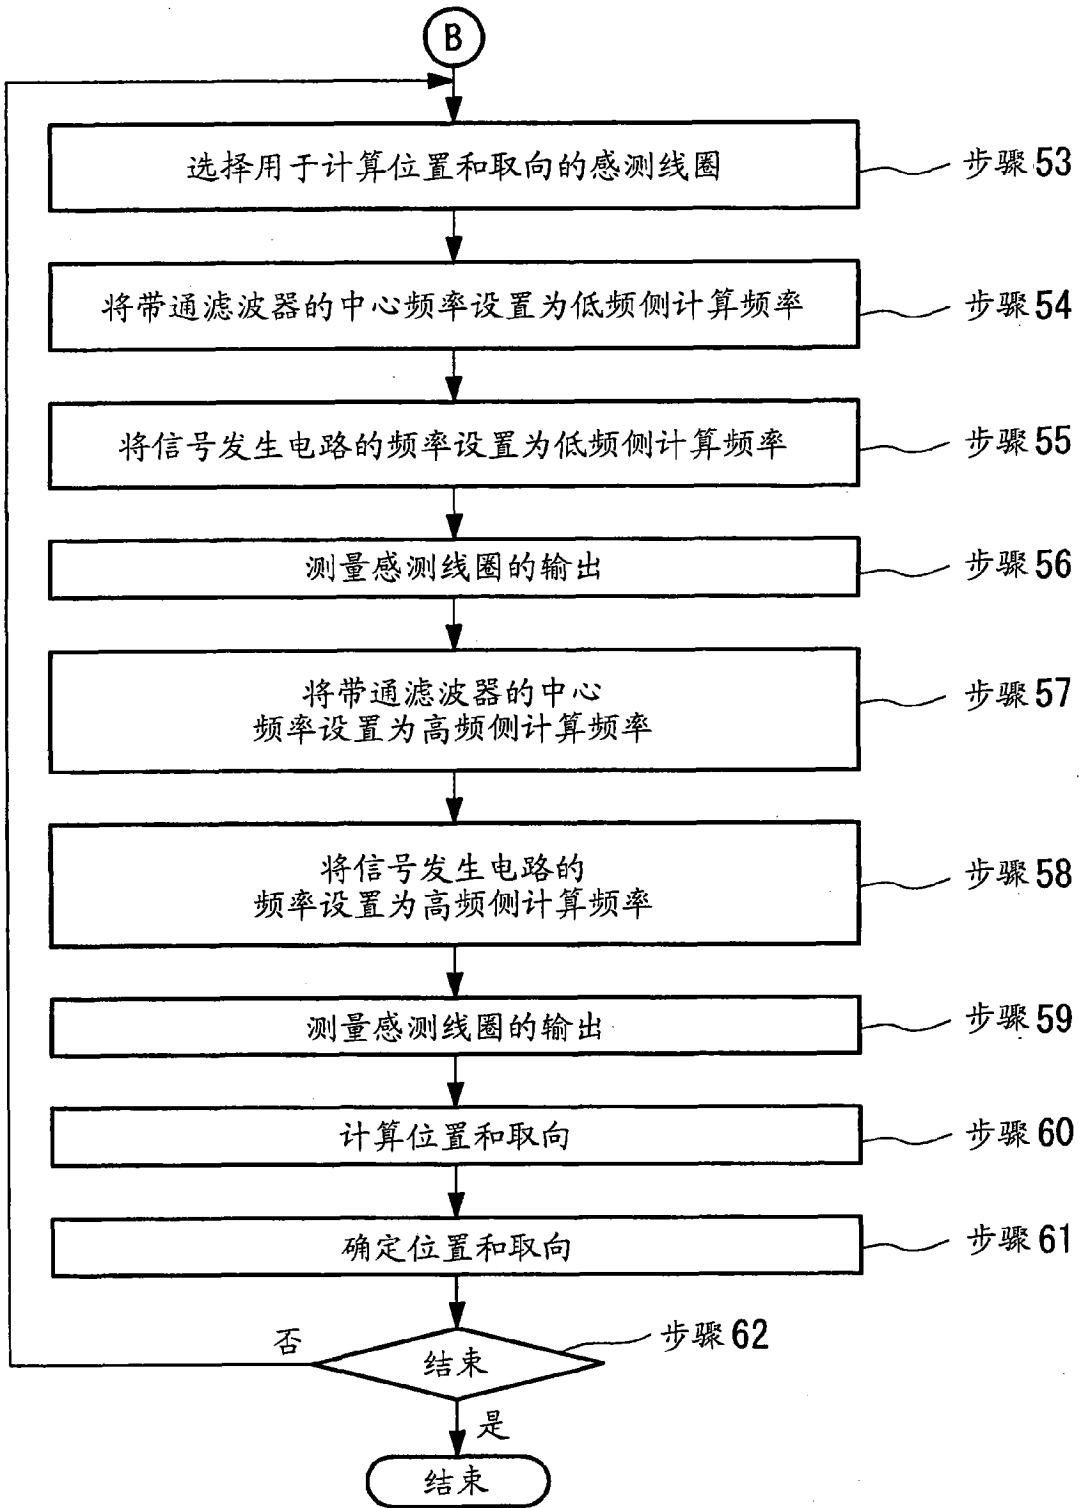 B
选择用于计算位置和取向的感测线圈
步骤53
将带通滤波器的中心频率设置为低频侧计算频率
步骤54
将信号发生电路的频率设置为低频侧计算频率
步骤55
测量感测线圈的输出
步骤56
将带通滤波器的中心
频率设置为高频侧计算频率
步骤57
将信号发生电路的
频率设置为高频侧计算频率
步骤58
测量感测线圈的输出
步骤59
计算位置和取向
步骤60
确定位置和取向
步骤61
否
结束
步骤62
是
结束